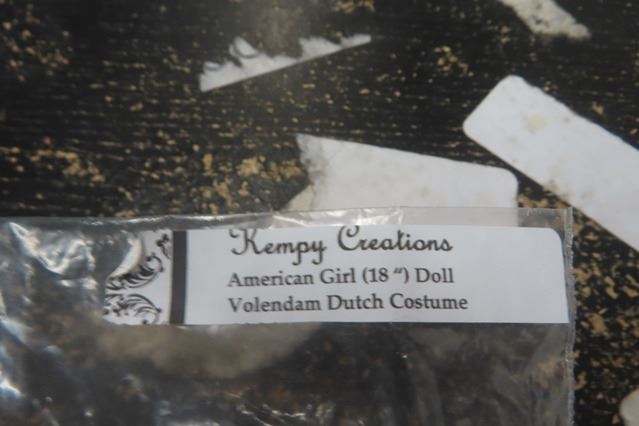 Kempy Creations
American Girl (18 “) Doll
Volendam Dutch Costume